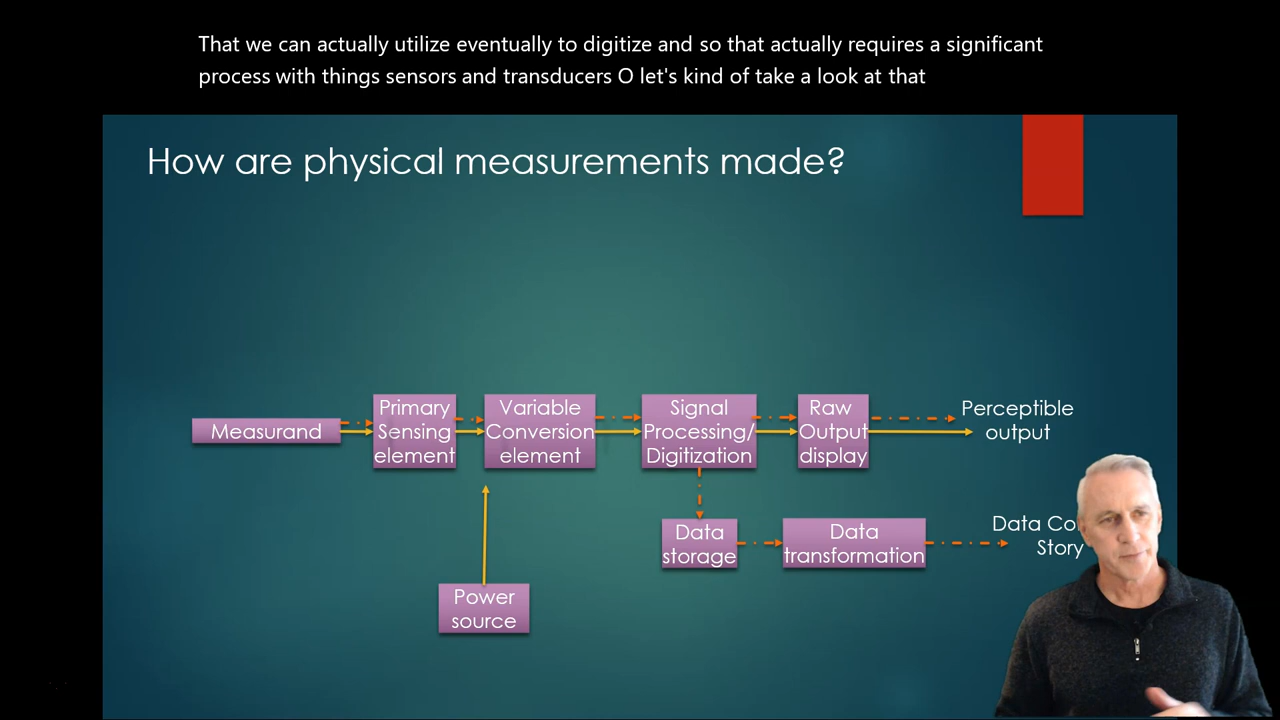 That we can actually utilize eventually to digitize and so that actually requires a significant
process with things sensors and transducers O let's kind of take a look at that
How are physical measurements made?
Measurand
Primary
Sensing
element
Variable
Conversion
element
Signal
Processing/
Digitization
Raw
Output
display
Perceptible
output
Data
storage
Data
transformation
Data
Story
Power
source